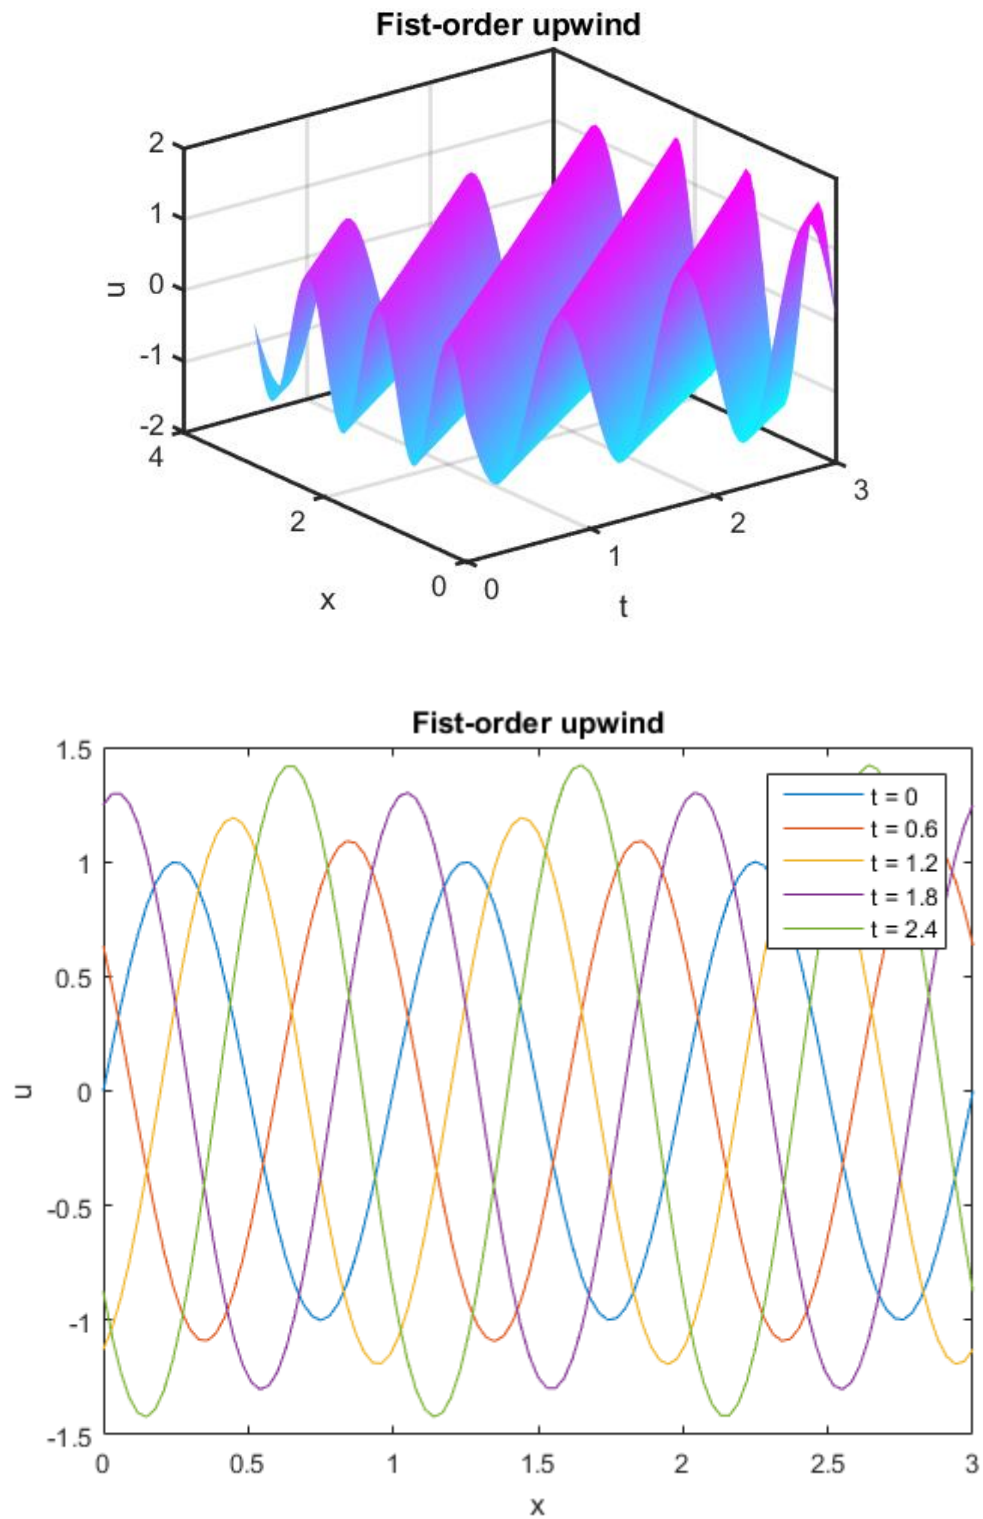 Fist-order upwind
2
1
0
-1
-2
u
4
2
0
x
0
1
2
3
t
Fist-order upwind
1.5
1
0.5
0
-0.5
-1
-1.5
u
t = 0
t = 0.6
t = 1.2
t = 1.8
t = 2.4
0 0.5 1 1.5 2 2.5 3
x